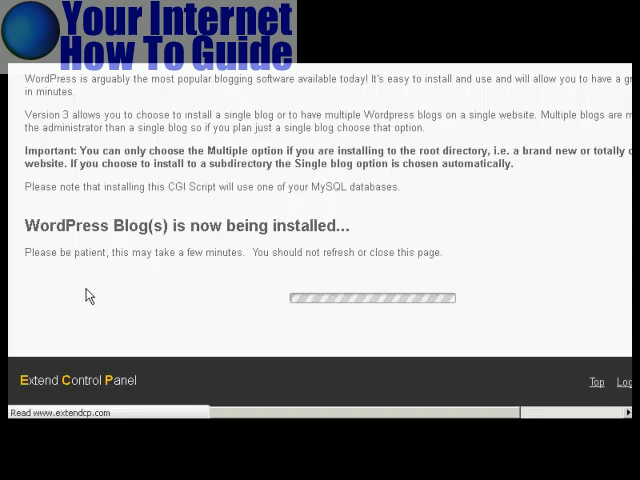 Your Internet
How To Guide
WordPress is arguably the most popular blogging software available today! It's easy to install and use and will allow you to have a
in minutes.
Version 3 allows you to choose to install a single blog or to have multiple Wordpress blogs on a single website. Multiple blogs are
the administrator than a single blog so if you plan just a single blog choose that option.
Important: You can only choose the Multiple option if you are installing to the root directory, i.e. a brand new or totally
website. If you choose to install to a subdirectory the Single blog option is chosen automatically.
Please note that installing this CGI Script will use one of your MySQL databases.
WordPress Blog(s) is now being installed...
Please be patient, this may take a few minutes. You should not refresh or close this page.
Extend Control Panel
Top Log
Read www.extendcp.com